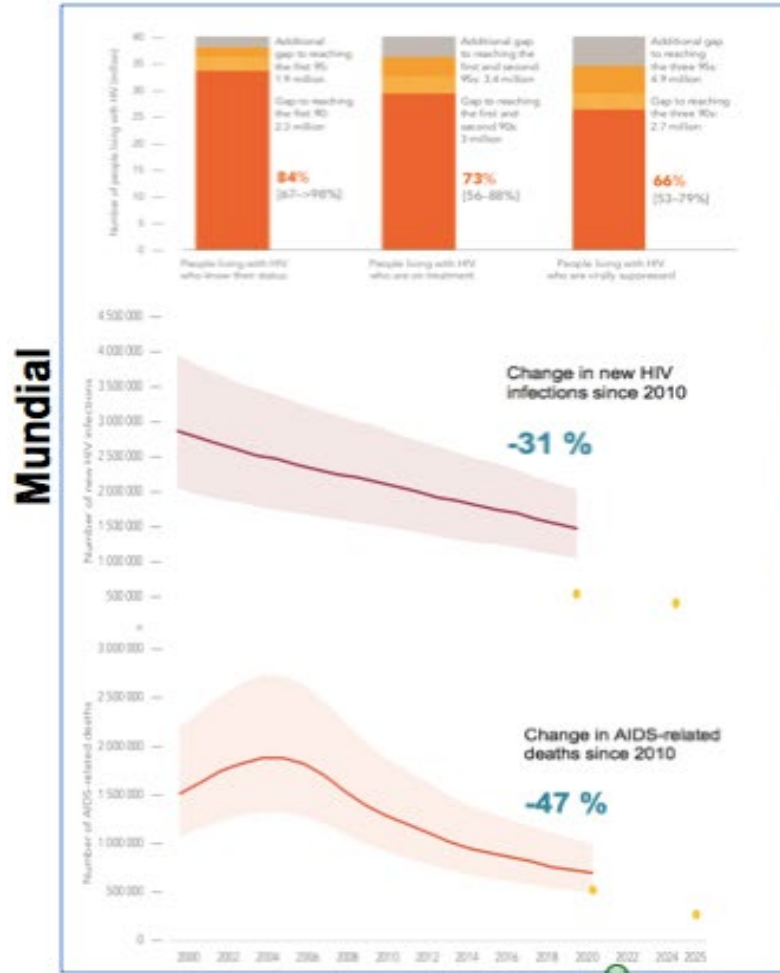 Mundial
Number of people living with HIV (million)
40
35
30
25
20
15
10
5
0
Additional
gap to reaching
the first 95:
1.9 million
Gap to reaching
the first 90:
2.2 million
84%
[67–>98%]
People living with HIV
who know their status
Additional gap
to reaching the
first and second
95s: 3.4 million
Gap to reaching
the first and
second 90s:
3 million
73%
[56–88%]
People living with HIV
who are on treatment
Additional gap
to reaching
the three 95s:
4.9 million
Gap to reaching
the three 90s:
2.7 million
66%
[53–79%]
People living with HIV
who are virally suppressed
Number of new HIV infections
4 500 000
4 000 000
3 500 000
3 000 000
2 500 000
2 000 000
1 500 000
1 000 000
500 000
0
Change in new HIV
infections since 2010
-31 %
Number of AIDS-related deaths
3 000 000
2 500 000
2 000 000
1 500 000
1 000 000
500 000
0
Change in AIDS-related
deaths since 2010
-47 %
2000 2002 2004 2006 2008 2010 2012 2014 2016 2018 2020 2022 2024 2025